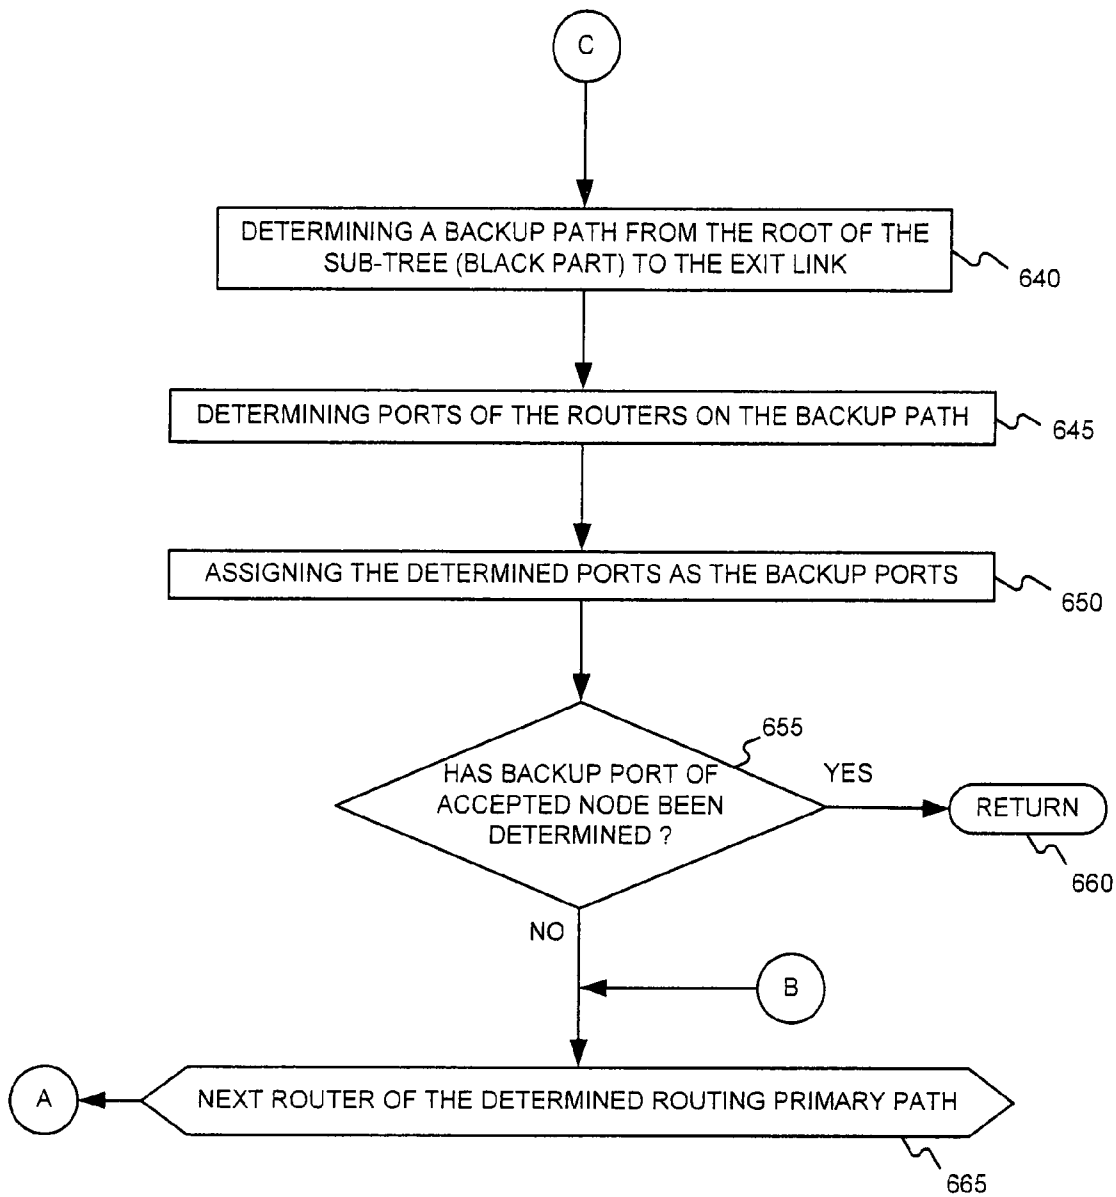 C
DETERMINING A BACKUP PATH FROM THE ROOT OF THE
SUB-TREE (BLACK PART) TO THE EXIT LINK
640
DETERMINING PORTS OF THE ROUTERS ON THE BACKUP PATH
645
ASSIGNING THE DETERMINED PORTS AS THE BACKUP PORTS
650
655
HAS BACKUP PORT OF
ACCEPTED NODE BEEN
DETERMINED ?
YES
RETURN
660
NO
B
A
NEXT ROUTER OF THE DETERMINED ROUTING PRIMARY PATH
665